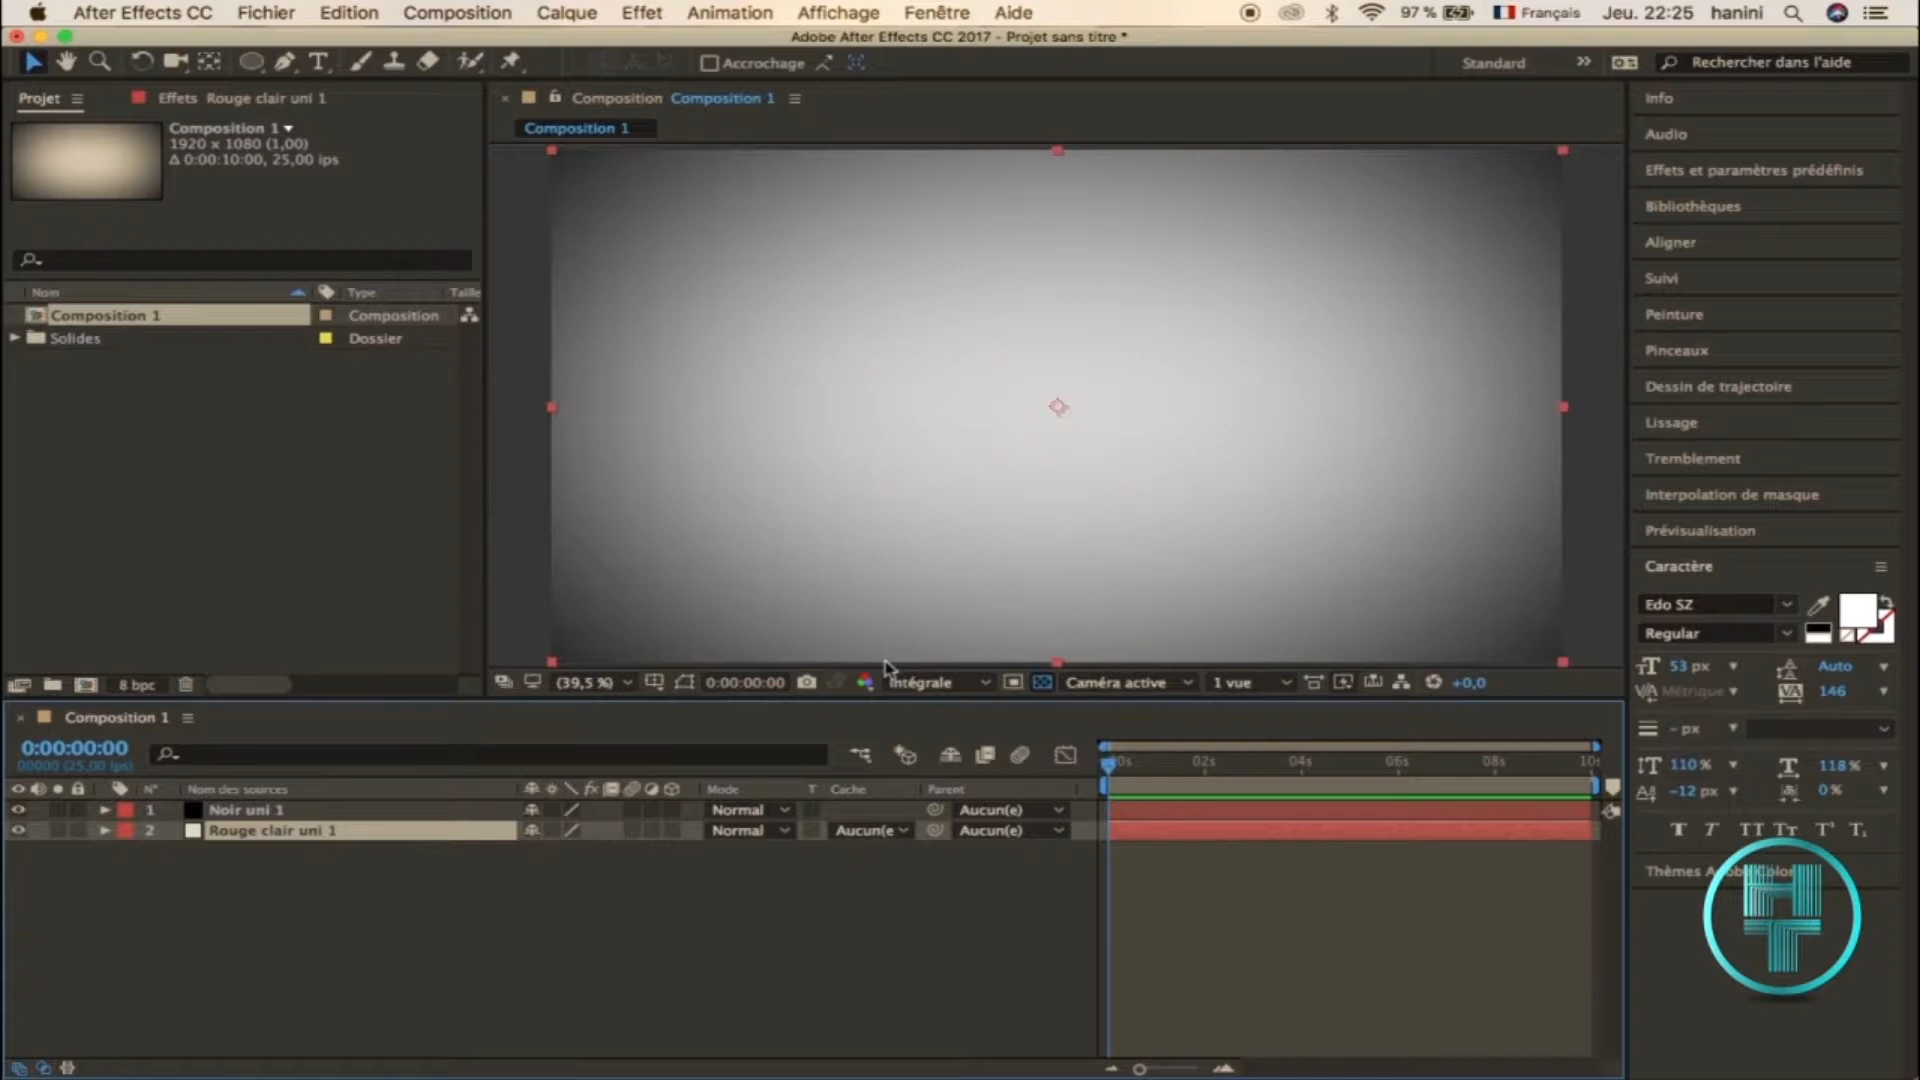 After Effects CC Fichier Edition Composition Calque Effet Animation Affichage Fenêtre Aide 97 % Français Jeu. 22:25 hanini
Adobe After Effects CC 2017 - Projet sans titre *
Accrochage Standard Rechercher dans l'aide
Projet Effets Rouge clair uni 1
Composition Composition 1
Composition 1
1920 x 1080 (1,00)
Δ 0:00:10:00, 25,00 ips
Composition 1
Nom Type Taille
Composition 1 Composition
Solides Dossier
8 bpc
(39,5 %) 0:00:00:00 Intégrale Caméra active 1 vue +0,0
Info
Audio
Effets et paramètres prédéfinis
Bibliothèques
Aligner
Suivi
Peinture
Pinceaux
Dessin de trajectoire
Lissage
Tremblement
Interpolation de masque
Prévisualisation
Caractère
Edo SZ
Regular
53 px Auto
Métrique 146
- px
110 % 118 %
-12 px 0 %
T T TT Tt T¹ T₁
Composition 1
0:00:00:00
00000 (25,00 ips)
N° Nom des sources Mode T Cache Parent
1 Noir uni 1 Normal Aucun(e)
2 Rouge clair uni 1 Normal Aucun(e Aucun(e)
02s 04s 06s 08s
HT